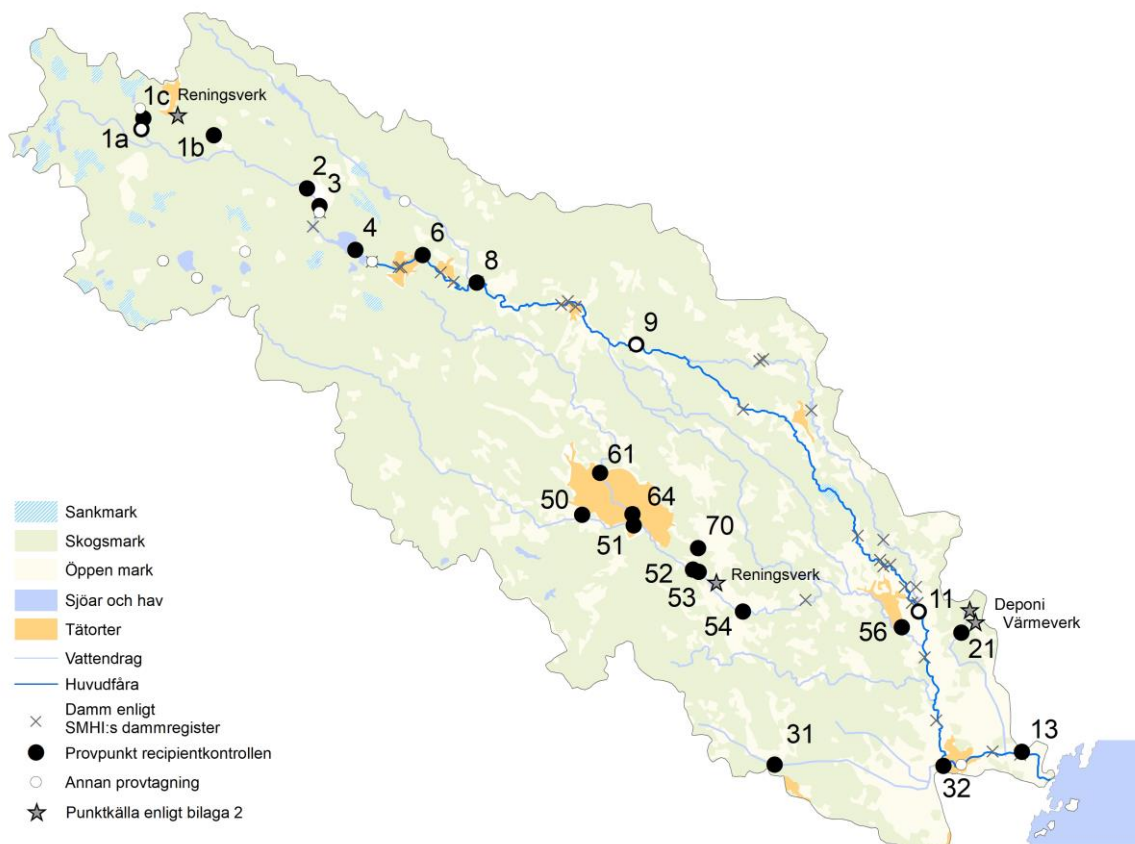 1c
Reningsverk
1a
1b
2
3
4
6
8
9
61
50
64
51
70
52
Reningsverk
53
54
11
Deponi
Värmeverk
56
21
31
13
32
Sankmark
Skogsmark
Öppen mark
Sjöar och hav
Tätorter
Vattendrag
Huvudfåra
Damm enligt
SMHI:s dammregister
Provpunkt recipientkontrollen
Annan provtagning
Punktkälla enligt bilaga 2